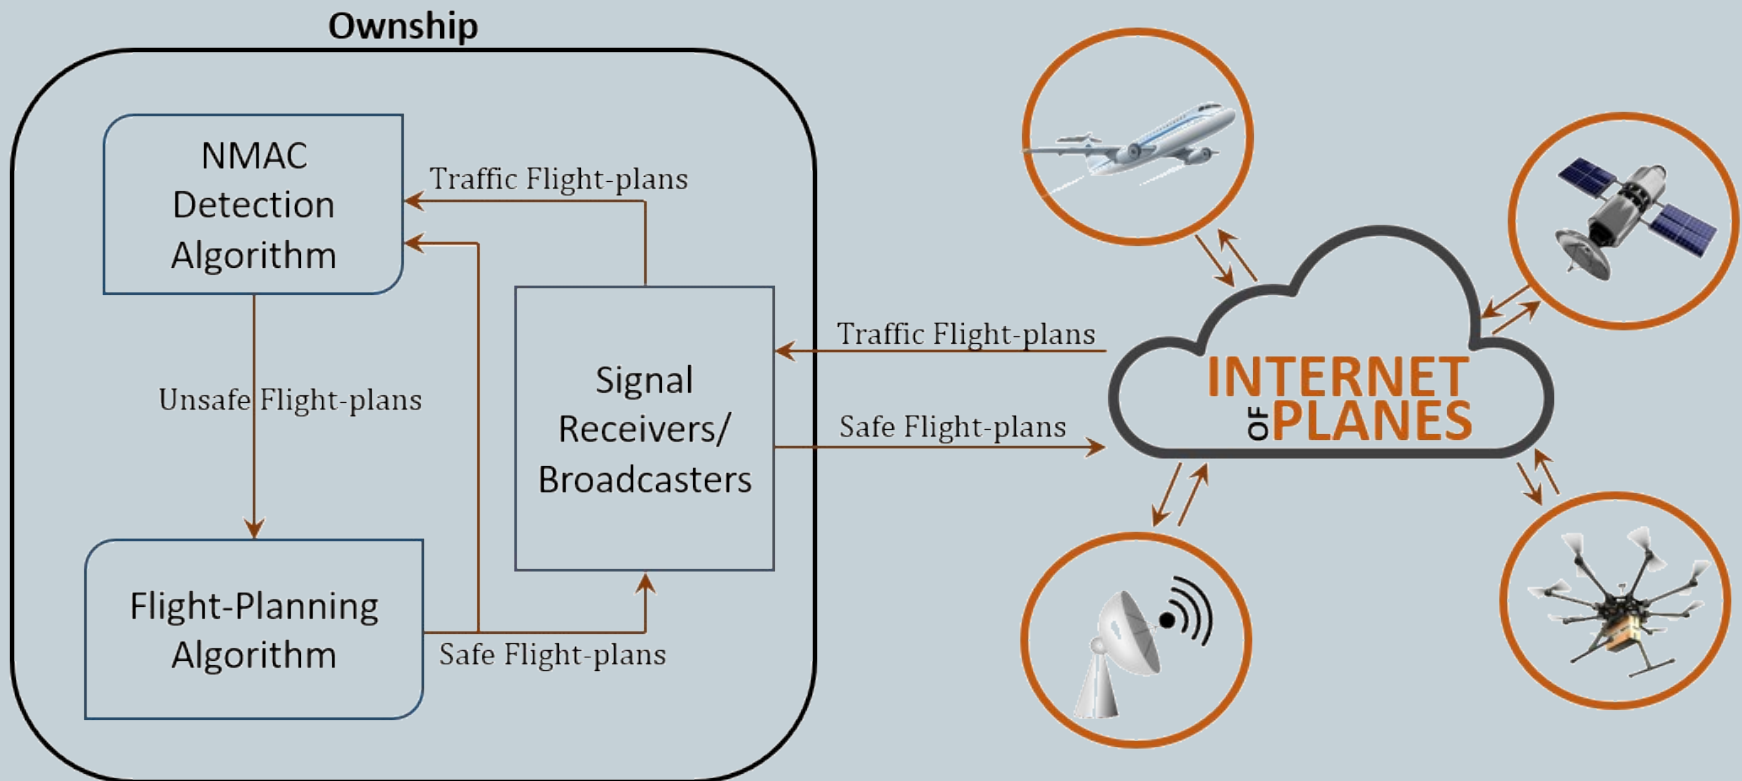 Ownship
NMAC
Detection
Algorithm
Traffic Flight-plans
Unsafe Flight-plans
Signal
Receivers/
Broadcasters
Flight-Planning
Algorithm
Safe Flight-plans
Traffic Flight-plans
Safe Flight-plans
INTERNET
OF PLANES